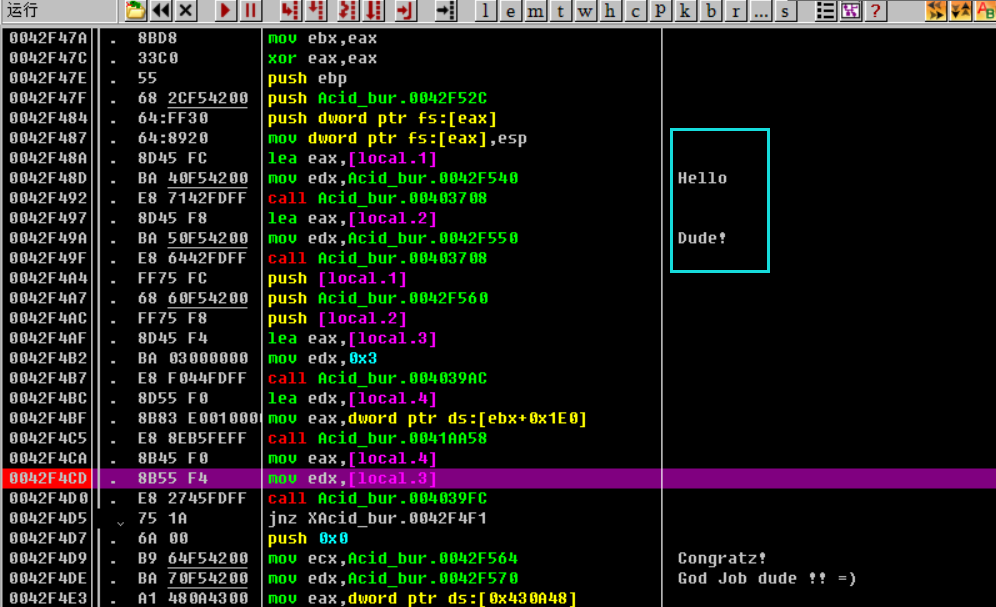 运行
l e m t w h c p k b r ... s ?
0042F47A . 8BD8 mov ebx,eax
0042F47C . 33C0 xor eax,eax
0042F47E . 55 push ebp
0042F47F . 68 2CF54200 push Acid_bur.0042F52C
0042F484 . 64:FF30 push dword ptr fs:[eax]
0042F487 . 64:8920 mov dword ptr fs:[eax],esp
0042F48A . 8D45 FC lea eax,[local.1]
0042F48D . BA 40F54200 mov edx,Acid_bur.0042F540 Hello
0042F492 . E8 7142FDFF call Acid_bur.00403708
0042F497 . 8D45 F8 lea eax,[local.2]
0042F49A . BA 50F54200 mov edx,Acid_bur.0042F550 Dude!
0042F49F . E8 6442FDFF call Acid_bur.00403708
0042F4A4 . FF75 FC push [local.1]
0042F4A7 . 68 60F54200 push Acid_bur.0042F560
0042F4AC . FF75 F8 push [local.2]
0042F4AF . 8D45 F4 lea eax,[local.3]
0042F4B2 . BA 03000000 mov edx,0x3
0042F4B7 . E8 F044FDFF call Acid_bur.004039AC
0042F4BC . 8D55 F0 lea edx,[local.4]
0042F4BF . 8B83 E0010000 mov eax,dword ptr ds:[ebx+0x1E0]
0042F4C5 . E8 8EB5FEFF call Acid_bur.0041AA58
0042F4CA . 8B45 F0 mov eax,[local.4]
0042F4CD . 8B55 F4 mov edx,[local.3]
0042F4D0 . E8 2745FDFF call Acid_bur.004039FC
0042F4D5 . 75 1A jnz XAcid_bur.0042F4F1
0042F4D7 . 6A 00 push 0x0
0042F4D9 . B9 64F54200 mov ecx,Acid_bur.0042F564 Congratz!
0042F4DE . BA 70F54200 mov edx,Acid_bur.0042F570 God Job dude !! =)
0042F4E3 . A1 480A4300 mov eax,dword ptr ds:[0x430A48]